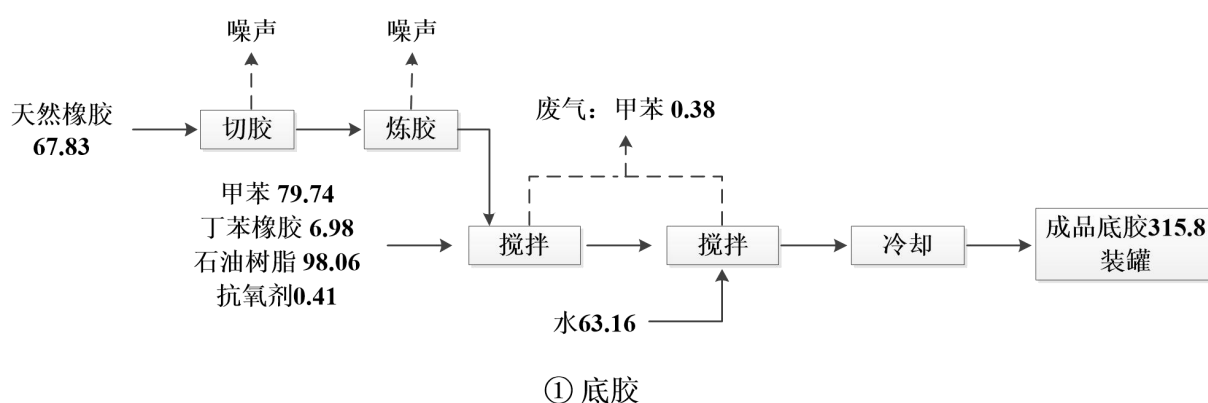 噪声
噪声
天然橡胶
67.83
切胶
炼胶
废气：甲苯 0.38
甲苯 79.74
丁苯橡胶 6.98
石油树脂 98.06
抗氧剂0.41
搅拌
搅拌
冷却
成品底胶315.8
装罐
水63.16
① 底胶